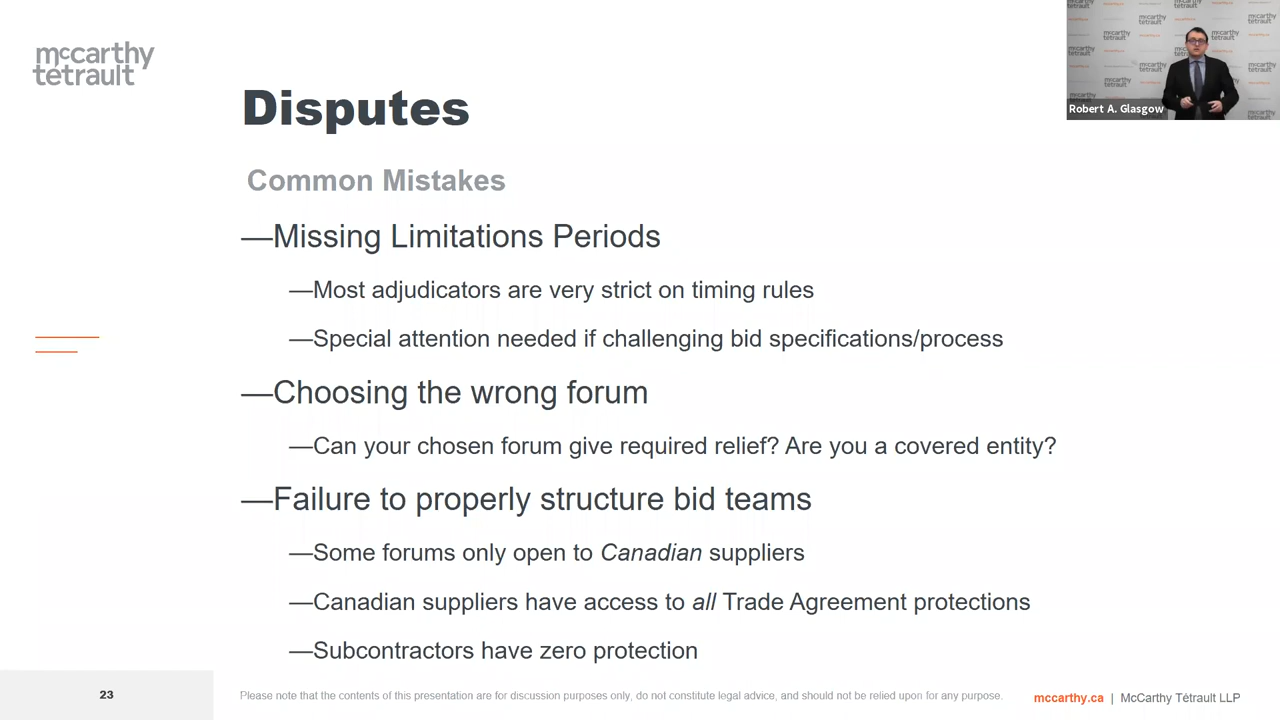 mccarthy
tetrault
Disputes
Common Mistakes
—Missing Limitations Periods
—Most adjudicators are very strict on timing rules
—Special attention needed if challenging bid specifications/process
—Choosing the wrong forum
—Can your chosen forum give required relief? Are you a covered entity?
—Failure to properly structure bid teams
—Some forums only open to Canadian suppliers
—Canadian suppliers have access to all Trade Agreement protections
—Subcontractors have zero protection
Robert A. Glasgow
23
Please note that the contents of this presentation are for discussion purposes only, do not constitute legal advice, and should not be relied upon for any purpose.
mccarthy.ca | McCarthy Tétrault LLP